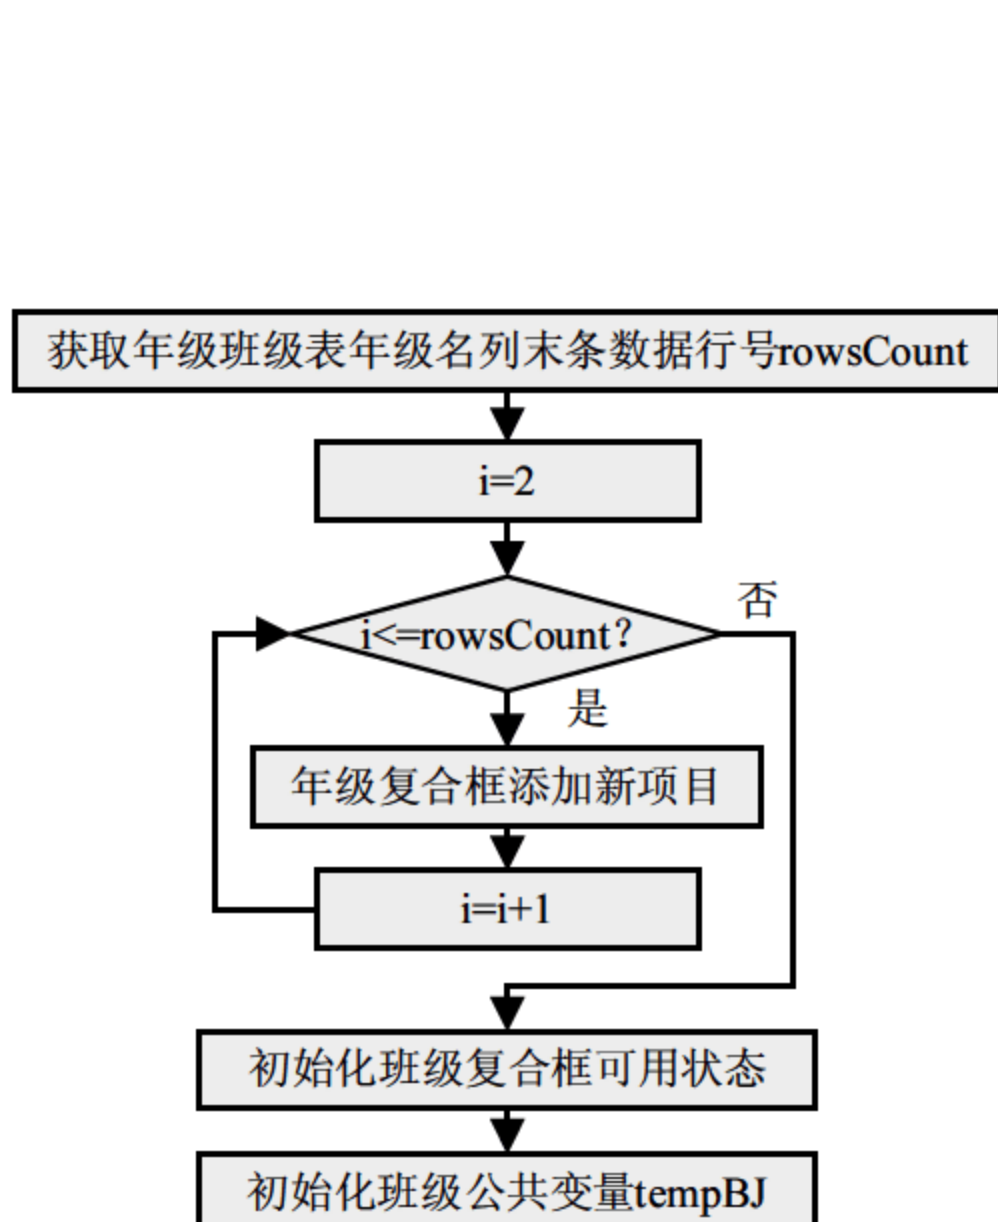 获取年级班级表年级名列末条数据行号rowsCount
i=2
i<=rowsCount？
否
是
年级复合框添加新项目
i=i+1
初始化班级复合框可用状态
初始化班级公共变量tempBJ